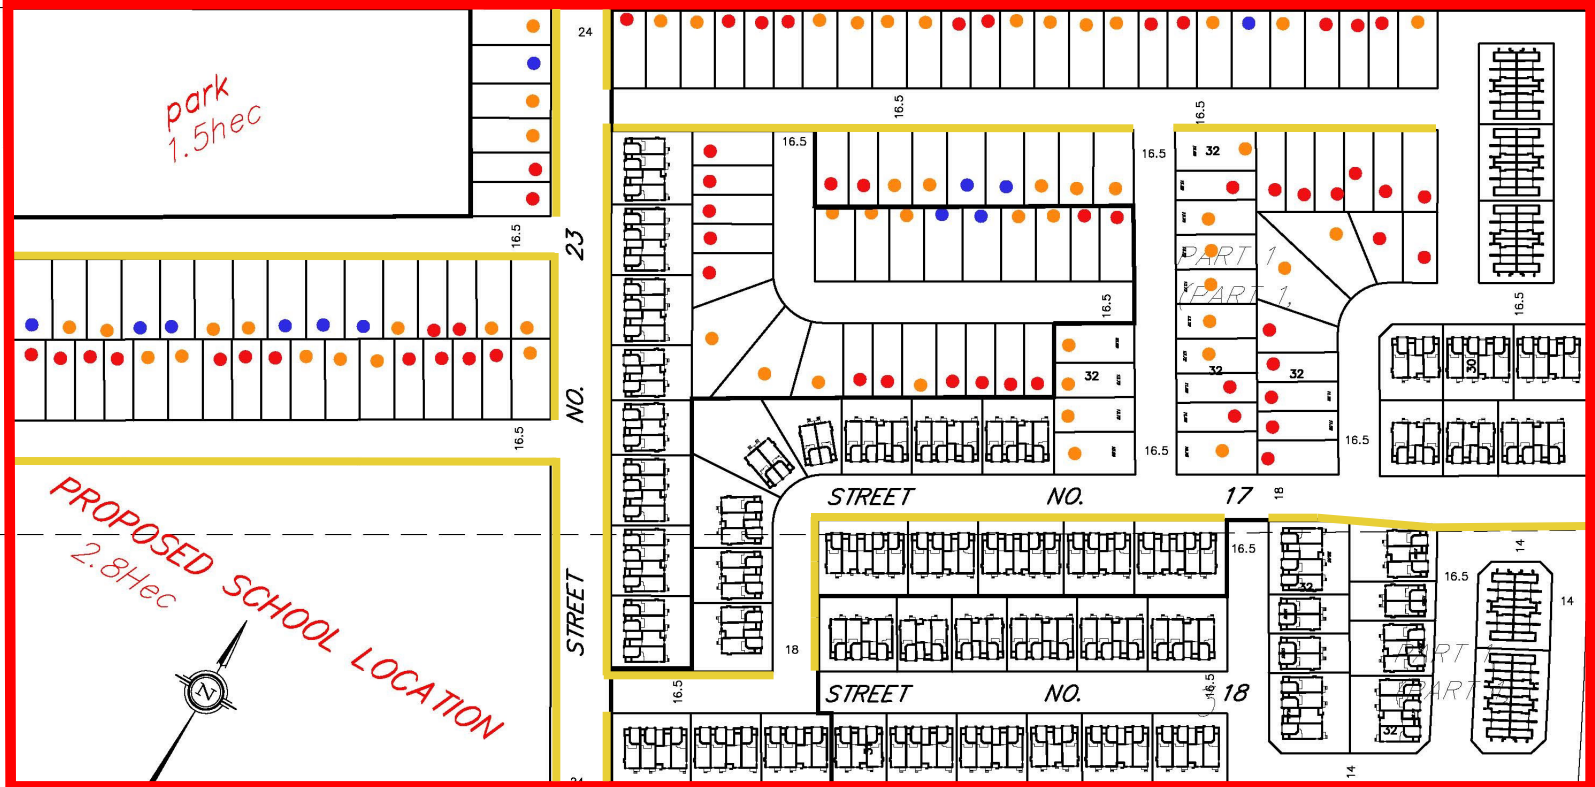 24
park
1.5hec
16.5
16.5
16.5
16.5
32
23
16.5
PART 1
(PART 1,
16.5
16.5
32
32
32
30
NO.
16.5
16.5
16.5
STREET NO. 17
18
PROPOSED SCHOOL LOCATION
2.8Hec
16.5
14
16.5
32
14
STREET
18
PART 1
(PART 1
N
16.5
STREET NO. 18
16.5
32
14